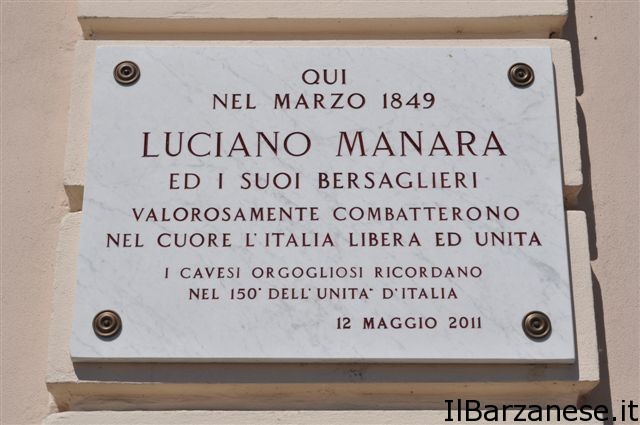 QUI
NEL MARZO 1849
LUCIANO MANARA
ED I SUOI BERSAGLIERI
VALOROSAMENTE COMBATTERONO
NEL CUORE L'ITALIA LIBERA ED UNITA
I CAVESI ORGOGLIOSI RICORDANO
NEL 150° DELL'UNITA' D'ITALIA
12 MAGGIO 2011
IlBarzanese.it